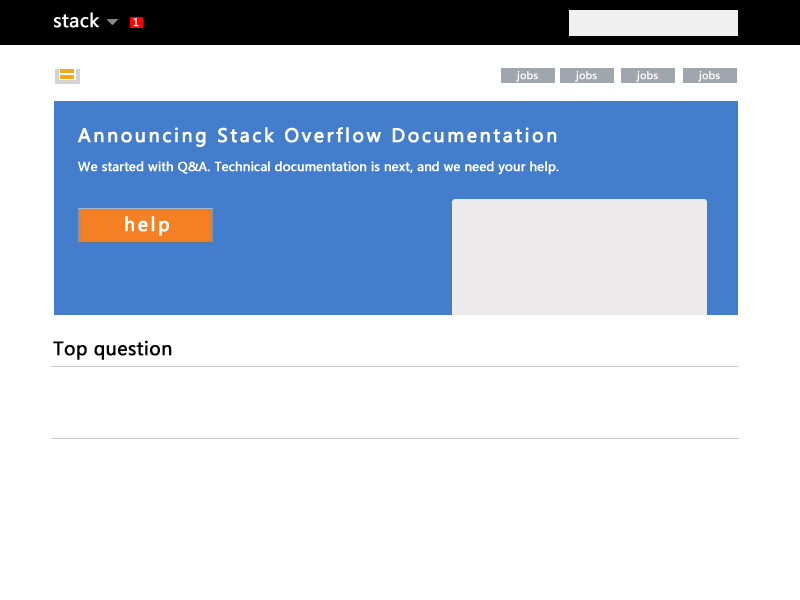 stack 1
jobs jobs jobs jobs
Announcing Stack Overflow Documentation
We started with Q&A. Technical documentation is next, and we need your help.
help
Top question